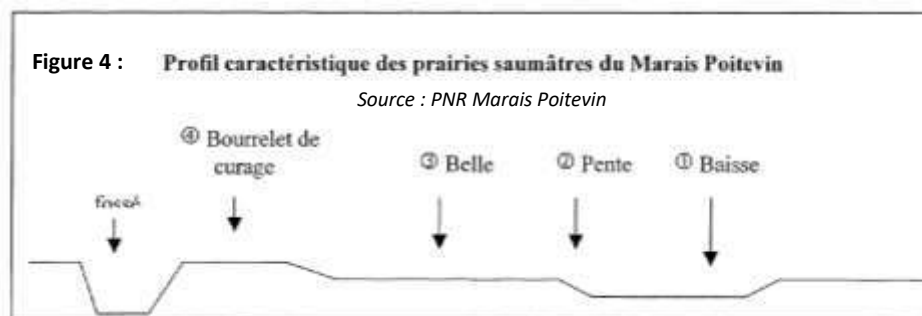 Figure 4 : Profil caractéristique des prairies saumâtres du Marais Poitevin
Source : PNR Marais Poitevin
④ Bourrelet de
curage
③ Belle
② Pente
① Baisse
fossé